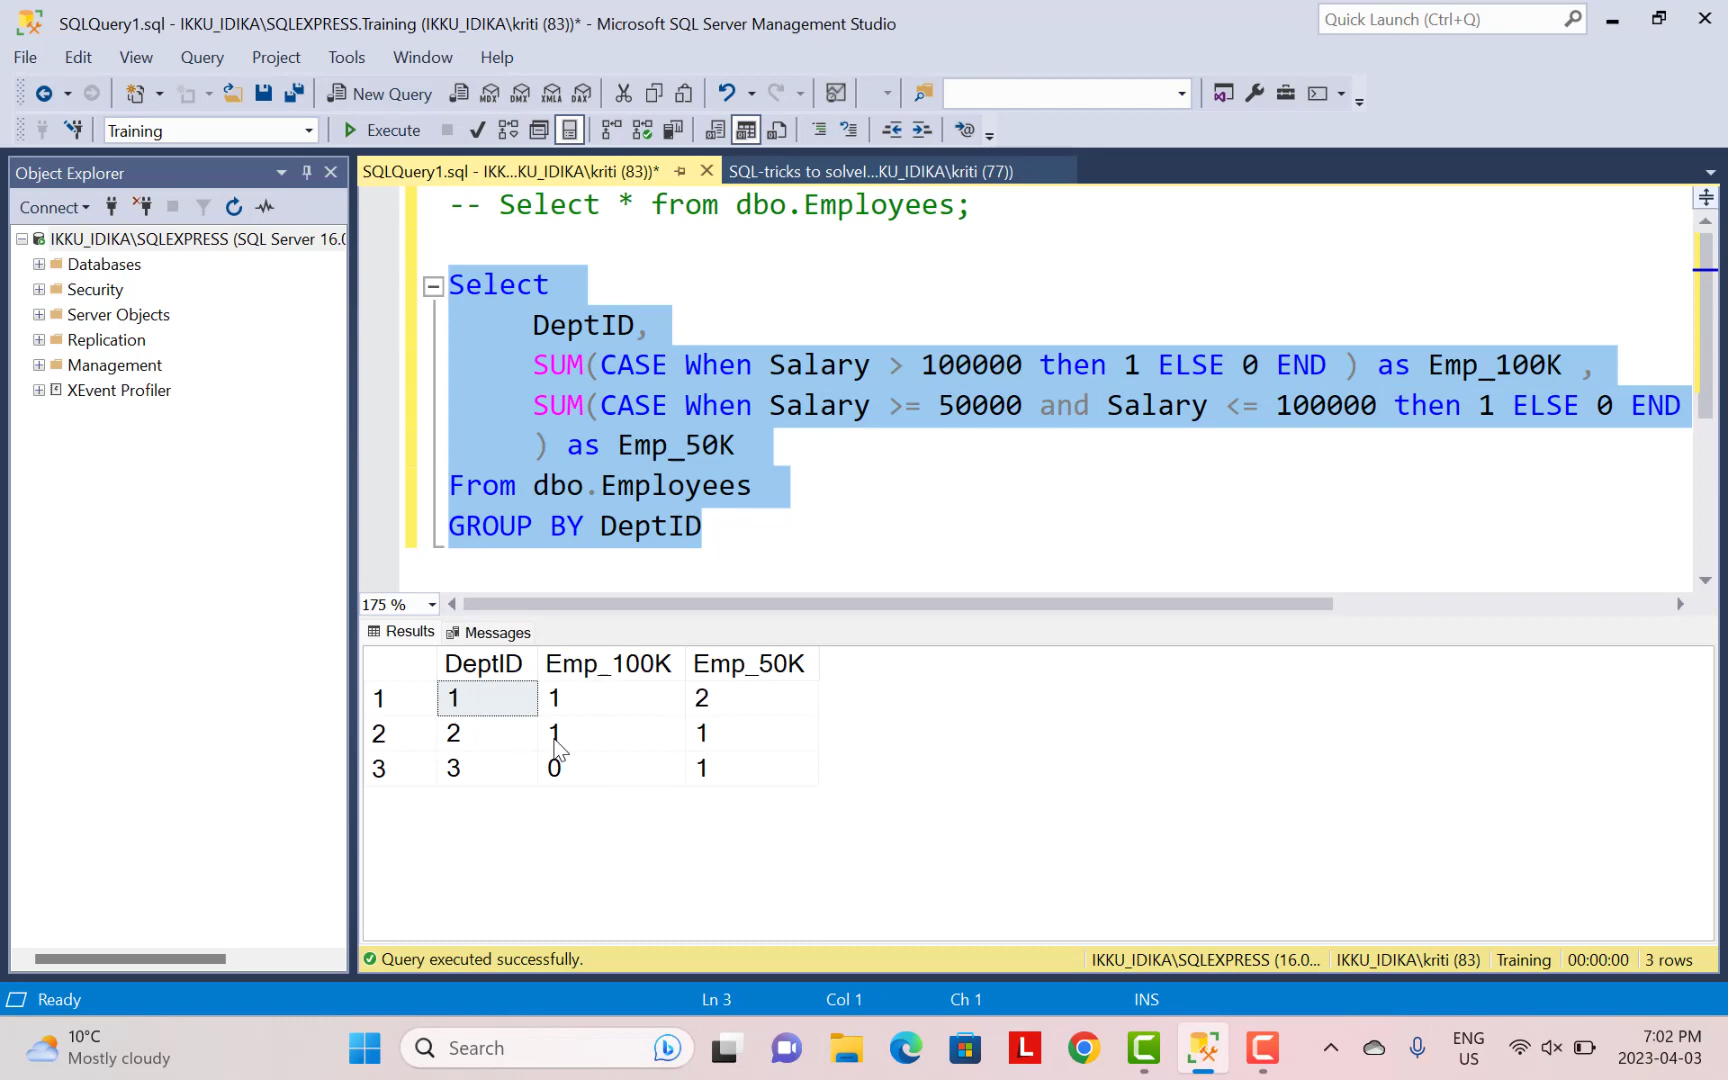 SQLQuery1.sql - IKKU_IDIKA\SQLEXPRESS.Training (IKKU_IDIKA\kriti (83))* - Microsoft SQL Server Management Studio
Quick Launch (Ctrl+Q)
File Edit View Query Project Tools Window Help
New Query MDX DMX XMLA DAX
Training Execute
Object Explorer
SQLQuery1.sql - IKK...KU_IDIKA\kriti (83))*
SQL-tricks to solveI...KU_IDIKA\kriti (77))
Connect
IKKU_IDIKA\SQLEXPRESS (SQL Server 16.0
Databases
Security
Server Objects
Replication
Management
XEvent Profiler
-- Select * from dbo.Employees;
Select
DeptID,
SUM(CASE When Salary > 100000 then 1 ELSE 0 END ) as Emp_100K ,
SUM(CASE When Salary >= 50000 and Salary <= 100000 then 1 ELSE 0 END
) as Emp_50K
From dbo.Employees
GROUP BY DeptID
175 %
Results Messages
DeptID Emp_100K Emp_50K
1 1 1 2
2 2 1 1
3 3 0 1
Query executed successfully.
IKKU_IDIKA\SQLEXPRESS (16.0... IKKU_IDIKA\kriti (83) Training 00:00:00 3 rows
Ready Ln 3 Col 1 Ch 1 INS
10°C
Mostly cloudy
Search
L
ENG
US
7:02 PM
2023-04-03